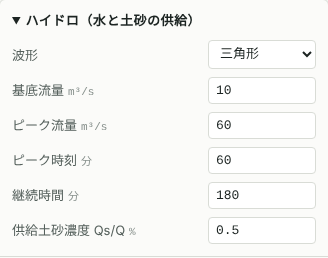 ▼ ハイドロ（水と土砂の供給）
波形 三角形
基底流量 m³/s 10
ピーク流量 m³/s 60
ピーク時刻 分 60
継続時間 分 180
供給土砂濃度 Qs/Q % 0.5